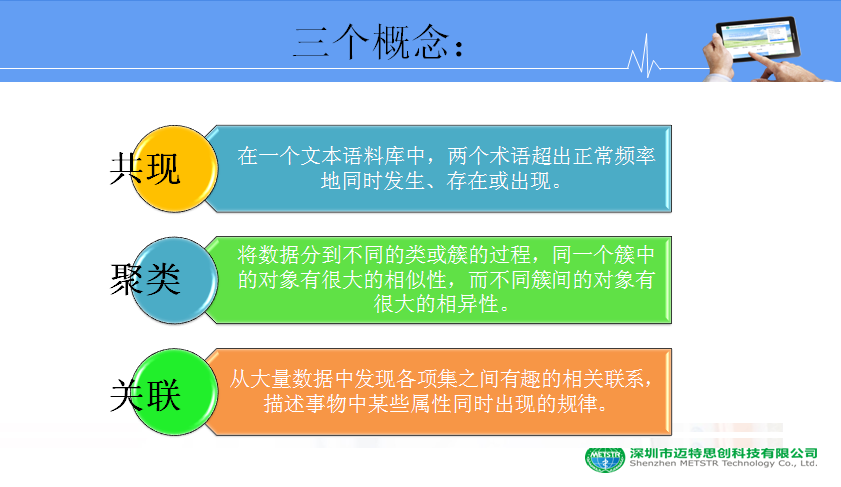 三个概念：
共现
在一个文本语料库中，两个术语超出正常频率
地同时发生、存在或出现。
聚类
将数据分到不同的类或簇的过程，同一个簇中
的对象有很大的相似性，而不同簇间的对象有
很大的相异性。
关联
从大量数据中发现各项集之间有趣的相关联系，
描述事物中某些属性同时出现的规律。
METSTR
深圳市迈特思创科技有限公司
Shenzhen METSTR Technology Co., Ltd.